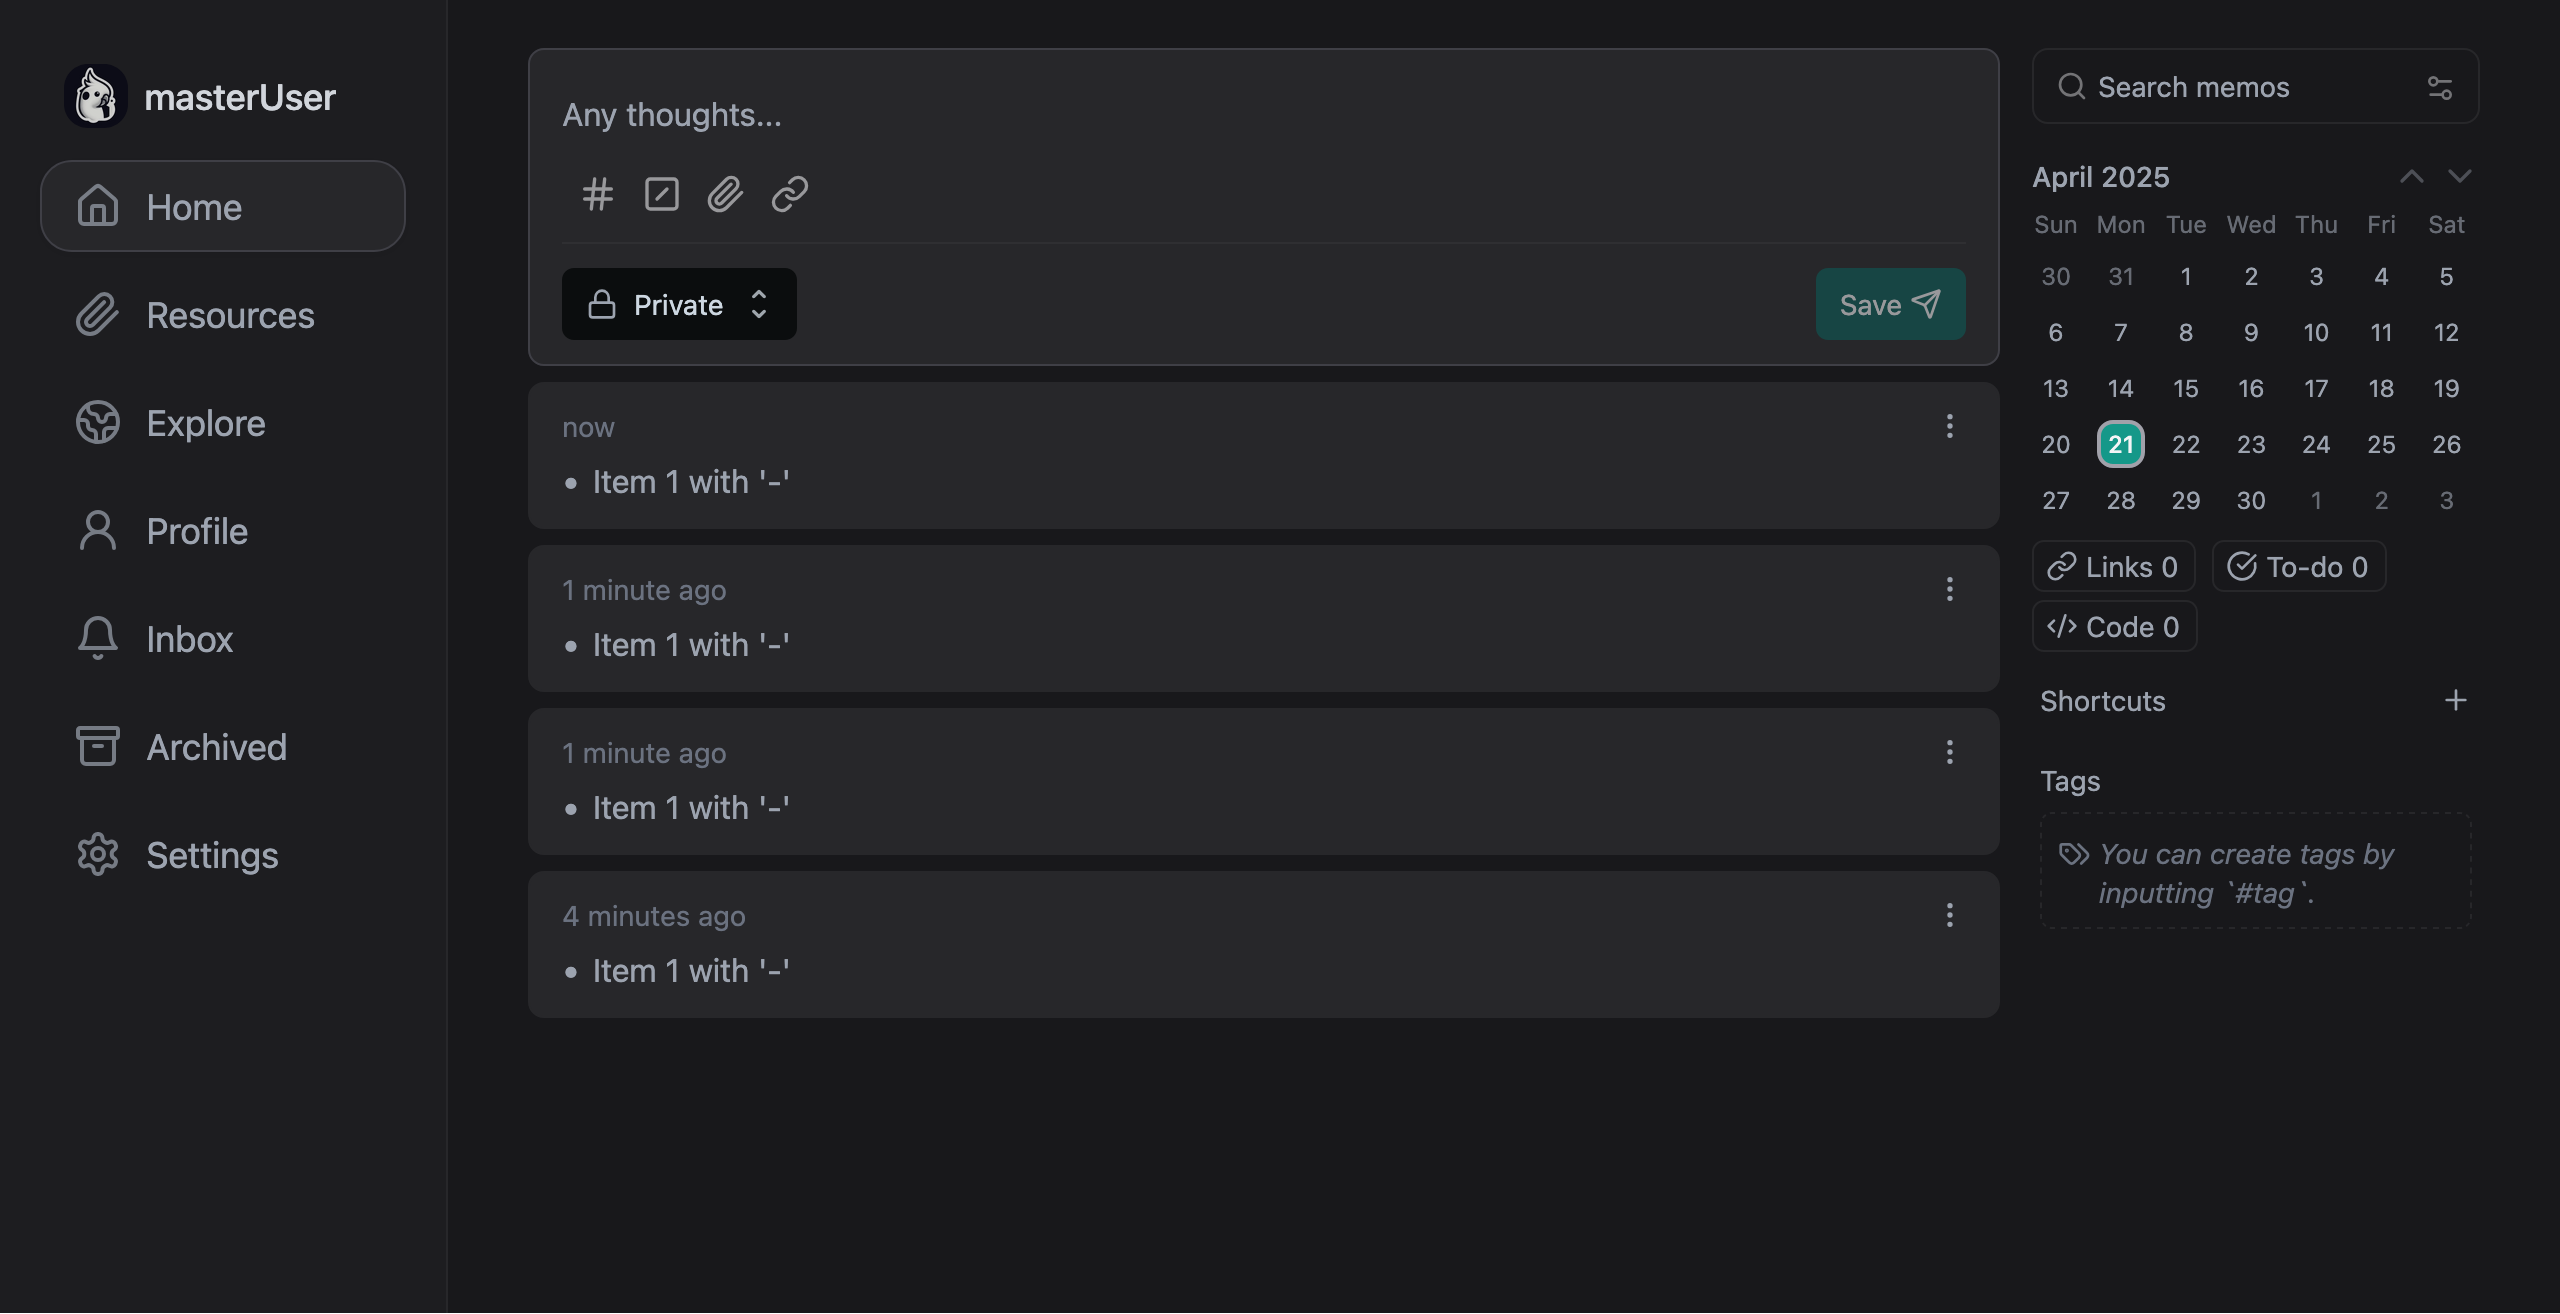 masterUser
Home
Resources
Explore
Profile
Inbox
Archived
Settings
Any thoughts...
Private
Save
now
• Item 1 with '-'
1 minute ago
• Item 1 with '-'
1 minute ago
• Item 1 with '-'
4 minutes ago
• Item 1 with '-'
Search memos
April 2025
Sun Mon Tue Wed Thu Fri Sat
30 31 1 2 3 4 5
6 7 8 9 10 11 12
13 14 15 16 17 18 19
20 21 22 23 24 25 26
27 28 29 30 1 2 3
Links 0 To-do 0
Code 0
Shortcuts
Tags
You can create tags by
inputting `#tag`.